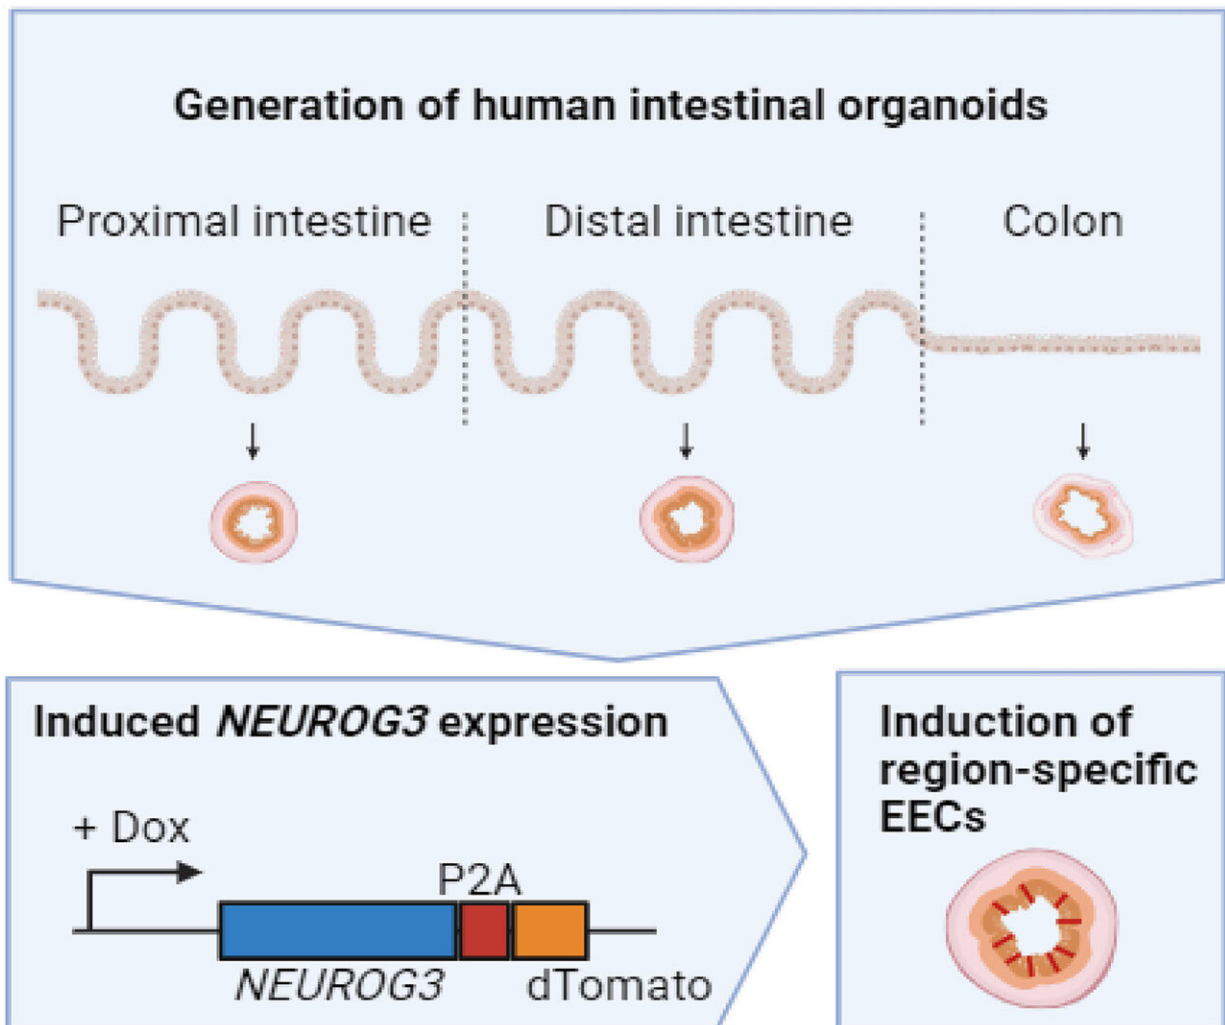 Generation of human intestinal organoids
Proximal intestine
Distal intestine
Colon
Induced NEUROG3 expression
+ Dox
P2A
NEUROG3
dTomato
Induction of
region-specific
EECs